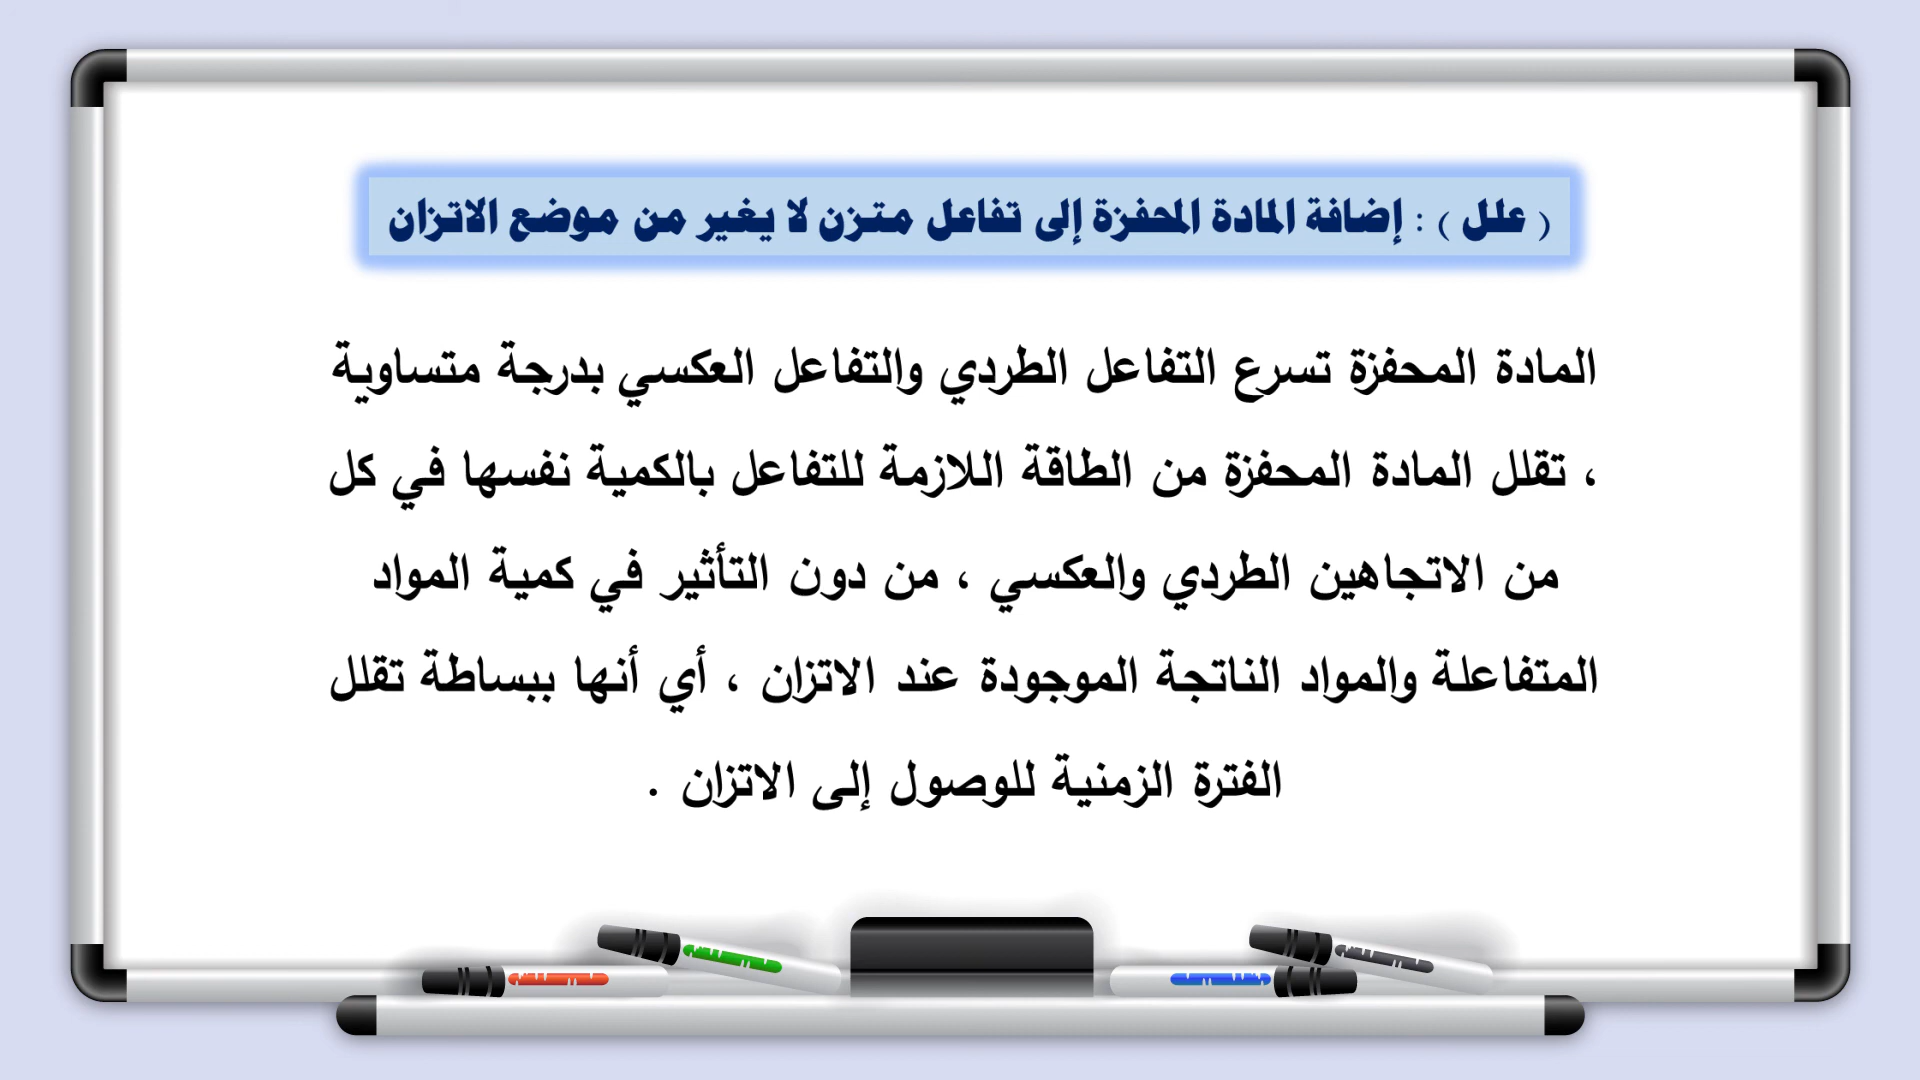 ( علل ) : إضافة المادة المحفزة إلى تفاعل متزن لا يغير من موضع الاتزان
المادة المحفزة تسرع التفاعل الطردي والتفاعل العكسي بدرجة متساوية
، تقلل المادة المحفزة من الطاقة اللازمة للتفاعل بالكمية نفسها في كل
من الاتجاهين الطردي والعكسي ، من دون التأثير في كمية المواد
المتفاعلة والمواد الناتجة الموجودة عند الاتزان ، أي أنها ببساطة تقلل
الفترة الزمنية للوصول إلى الاتزان .